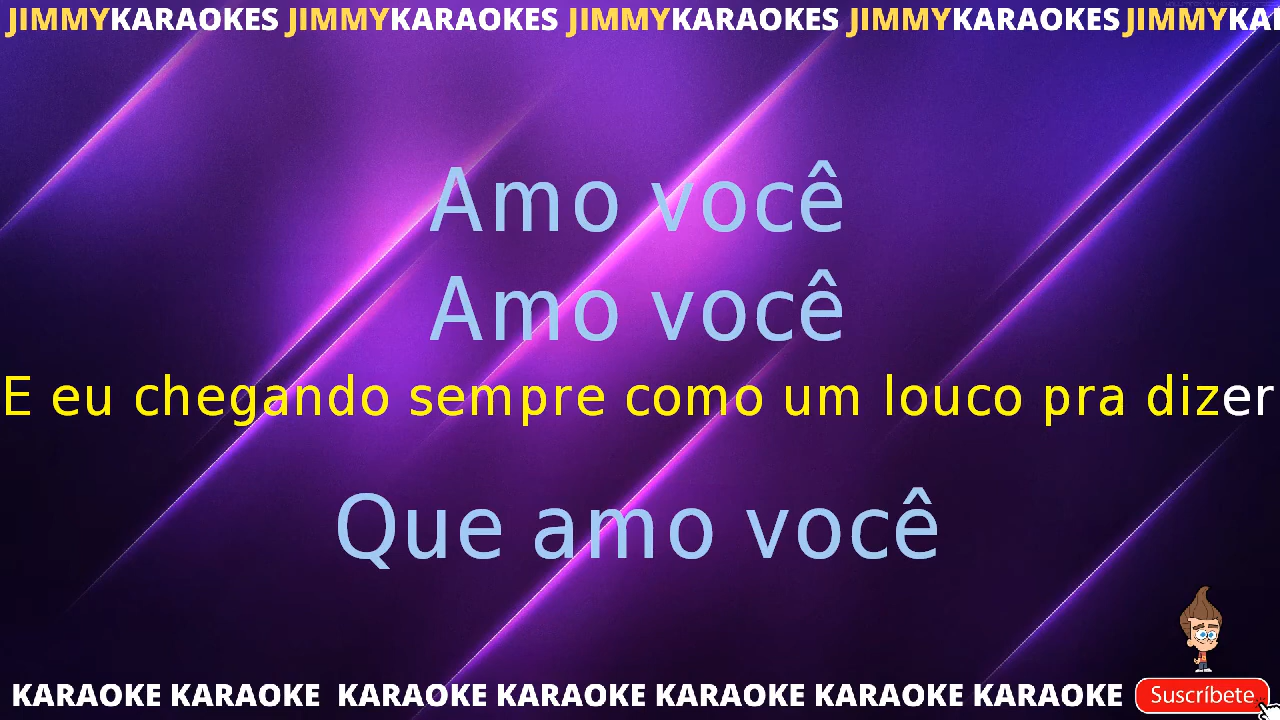 JIMMYKARAOKES JIMMYKARAOKES JIMMYKARAOKES JIMMYKARAOKES JIMMYKA
Amo você
Amo você
E eu chegando sempre como um louco pra dizer
Que amo você
KARAOKE KARAOKE KARAOKE KARAOKE KARAOKE KARAOKE KARAOKE
Suscríbete